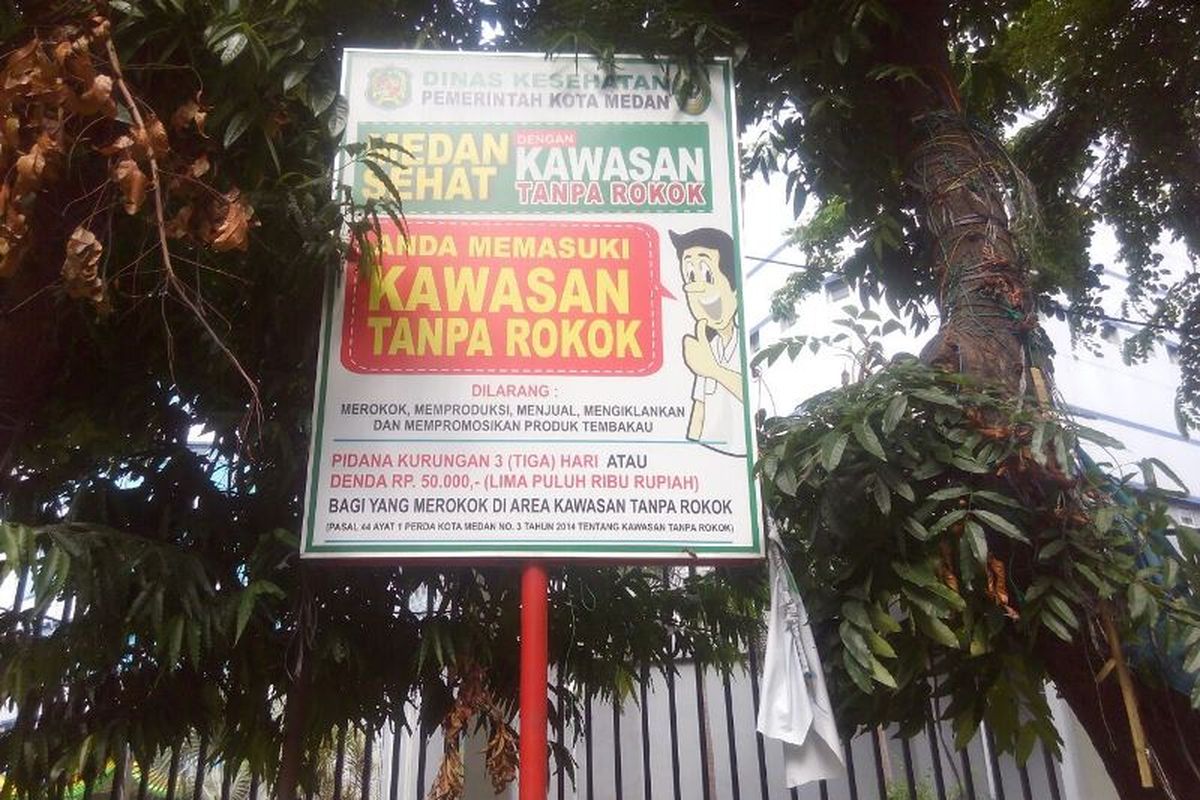 DINAS KESEHATAN
PEMERINTAH KOTA MEDAN
MEDAN SEHAT
DENGAN
KAWASAN
TANPA ROKOK
ANDA MEMASUKI
KAWASAN
TANPA ROKOK
DILARANG :
MEROKOK, MEMPRODUKSI, MENJUAL, MENGIKLANKAN
DAN MEMPROMOSIKAN PRODUK TEMBAKAU
PIDANA KURUNGAN 3 (TIGA) HARI ATAU
DENDA RP. 50.000,- (LIMA PULUH RIBU RUPIAH)
BAGI YANG MEROKOK DI AREA KAWASAN TANPA ROKOK
(PASAL 44 AYAT 1 PERDA KOTA MEDAN NO. 3 TAHUN 2014 TENTANG KAWASAN TANPA ROKOK)